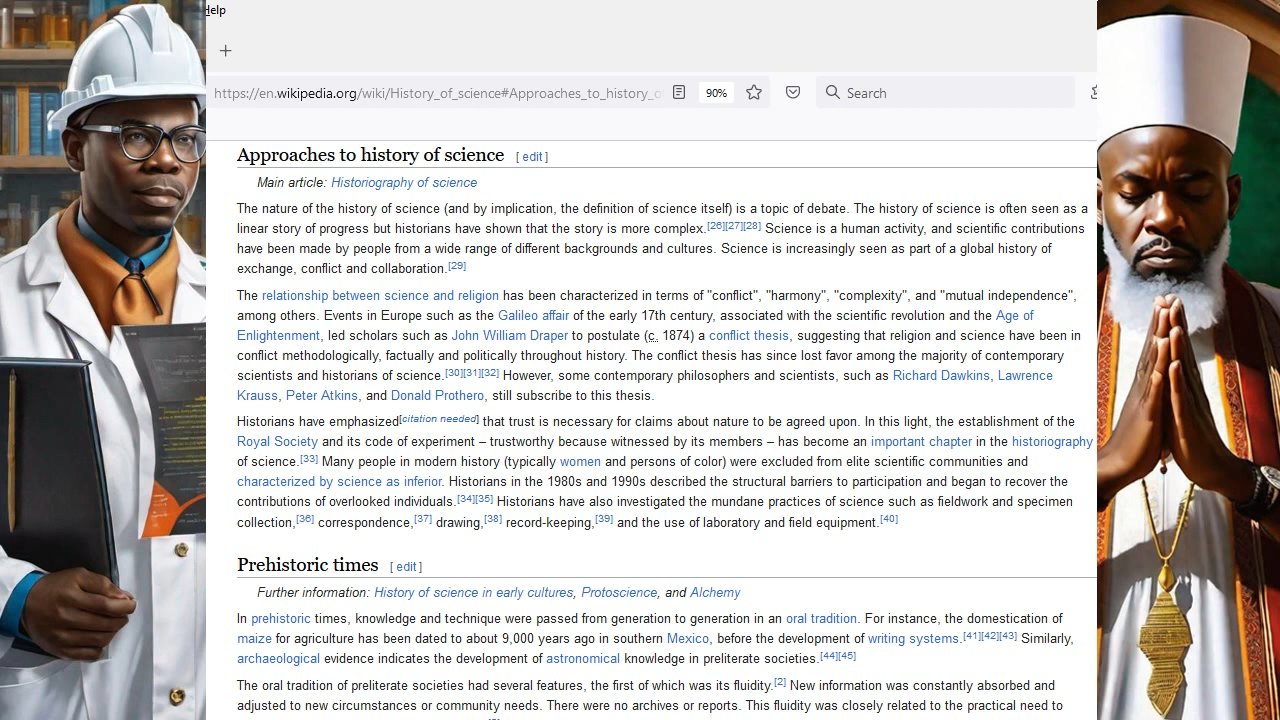 Help
+
https://en.wikipedia.org/wiki/History_of_science#Approaches_to_history_o
90%
Search
Approaches to history of science [ edit ]
Main article: Historiography of science
The nature of the history of science (and by implication, the definition of science itself) is a topic of debate. The history of science is often seen as a
linear story of progress but historians have shown that the story is more complex.[26][27][28] Science is a human activity, and scientific contributions
have been made by people from a wide range of different backgrounds and cultures. Science is increasingly seen as part of a global history of
exchange, conflict and collaboration.[29]
The relationship between science and religion has been characterized in terms of "conflict", "harmony", "complexity", and "mutual independence",
among others. Events in Europe such as the Galileo affair of the early 17th century, associated with the scientific revolution and the Age of
Enlightenment, led scholars such as John William Draper to postulate (c. 1874) a conflict thesis, suggesting that religion and science have been in
conflict methodologically, factually and politically throughout history. The conflict thesis has since lost favor among the majority of contemporary
scientists and historians of science.[30][31][32] However, some contemporary philosophers and scientists, such as Richard Dawkins, Lawrence
Krauss, Peter Atkins, and Donald Prothero, still subscribe to this thesis.
Historians have emphasized[citation needed] that trust is necessary for claims about nature to be agreed upon. In this light, the establishment of the
Royal Society and its code of experiment – trustworthy because witnessed by its members – has become an important chapter in the historiography
of science.[33] Many people in modern history (typically women and persons of color) were excluded from elite scientific communities and
characterized by science as inferior. Historians in the 1980s and 1990s described the structural barriers to participation and began to recover the
contributions of overlooked individuals.[34][35] Historians have also investigated the mundane practices of science such as fieldwork and specimen
collection,[36] correspondence,[37] drawing,[38] record-keeping,[39] and the use of laboratory and field equipment.[40]
Prehistoric times [ edit ]
Further information: History of science in early cultures, Protoscience, and Alchemy
In prehistoric times, knowledge and technique were passed from generation to generation in an oral tradition. For instance, the domestication of
maize for agriculture has been dated to about 9,000 years ago in southern Mexico, before the development of writing systems.[41][42][43] Similarly,
archaeological evidence indicates the development of astronomical knowledge in preliterate societies.[44][45]
The oral tradition of preliterate societies had several features, the first of which was its fluidity.[2] New information was constantly absorbed and
adjusted to new circumstances or community needs. There were no archives or reports. This fluidity was closely related to the practical need to